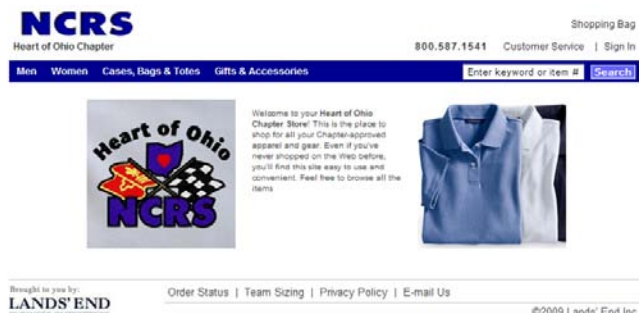 NCRS
Heart of Ohio Chapter
Shopping Bag
800.587.1541 Customer Service | Sign In
Men Women Cases, Bags & Totes Gifts & Accessories
Enter keyword or item # Search
Heart of Ohio
NCRS
Welcome to your Heart of Ohio
Chapter Store! This is the place to
shop for all your Chapter-approved
apparel and gear. Even if you've
never shopped on the Web before,
you'll find this site easy to use and
convenient. Feel free to browse all the
items
Brought to you by:
LANDS' END
Order Status | Team Sizing | Privacy Policy | E-mail Us
©2009 Lands' End Inc